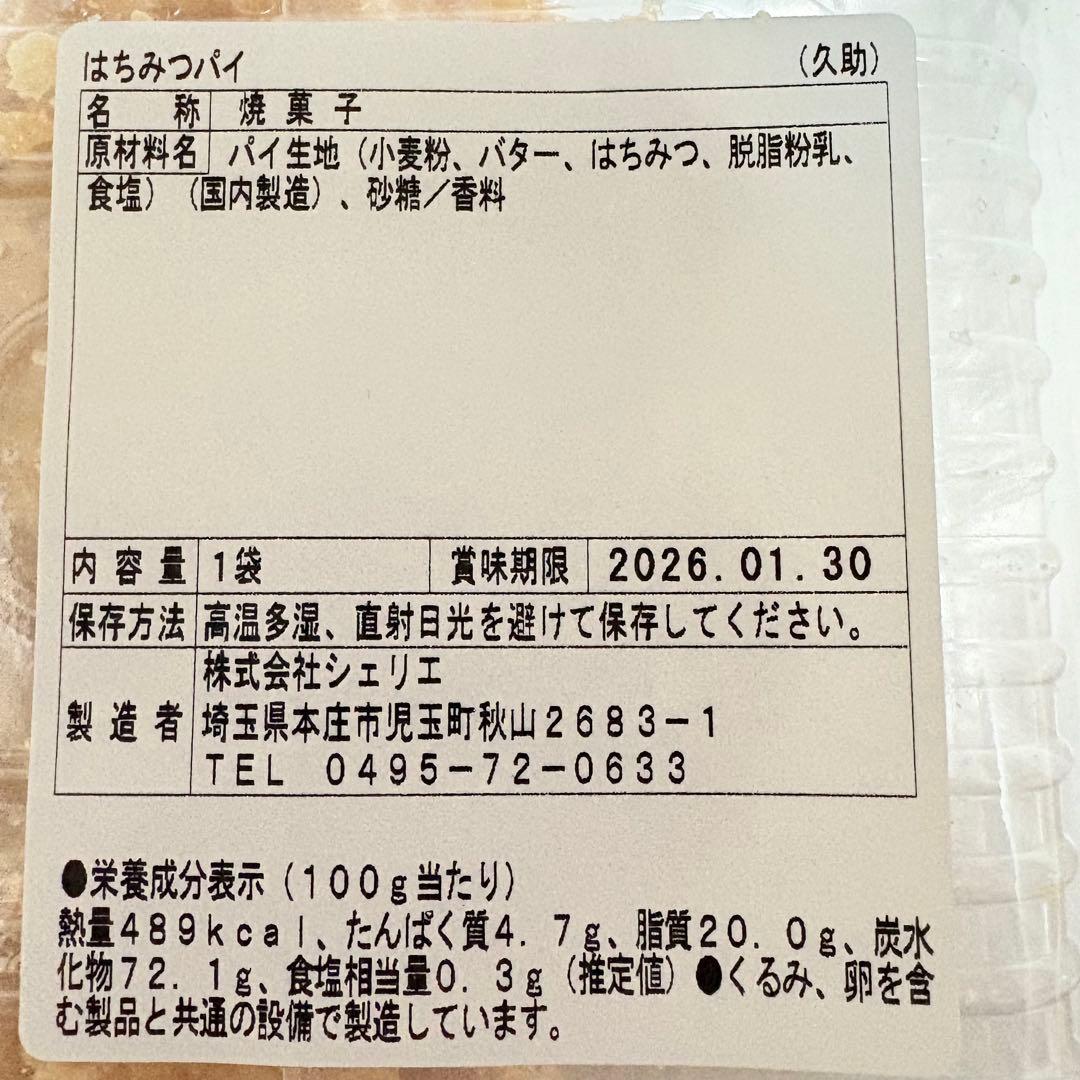 はちみつパイ （久助）
名称 焼菓子
原材料名 パイ生地（小麦粉、バター、はちみつ、脱脂粉乳、
食塩）（国内製造）、砂糖／香料
内容量 1袋 賞味期限 2026.01.30
保存方法 高温多湿、直射日光を避けて保存してください。
株式会社シェリエ
製造者 埼玉県本庄市児玉町秋山２６８３－１
ＴＥＬ ０４９５－７２－０６３３
●栄養成分表示（１００ｇ当たり）
熱量４８９ｋｃａｌ、たんぱく質４．７ｇ、脂質２０．０ｇ、炭水
化物７２．１ｇ、食塩相当量０．３ｇ（推定値）●くるみ、卵を含
む製品と共通の設備で製造しています。